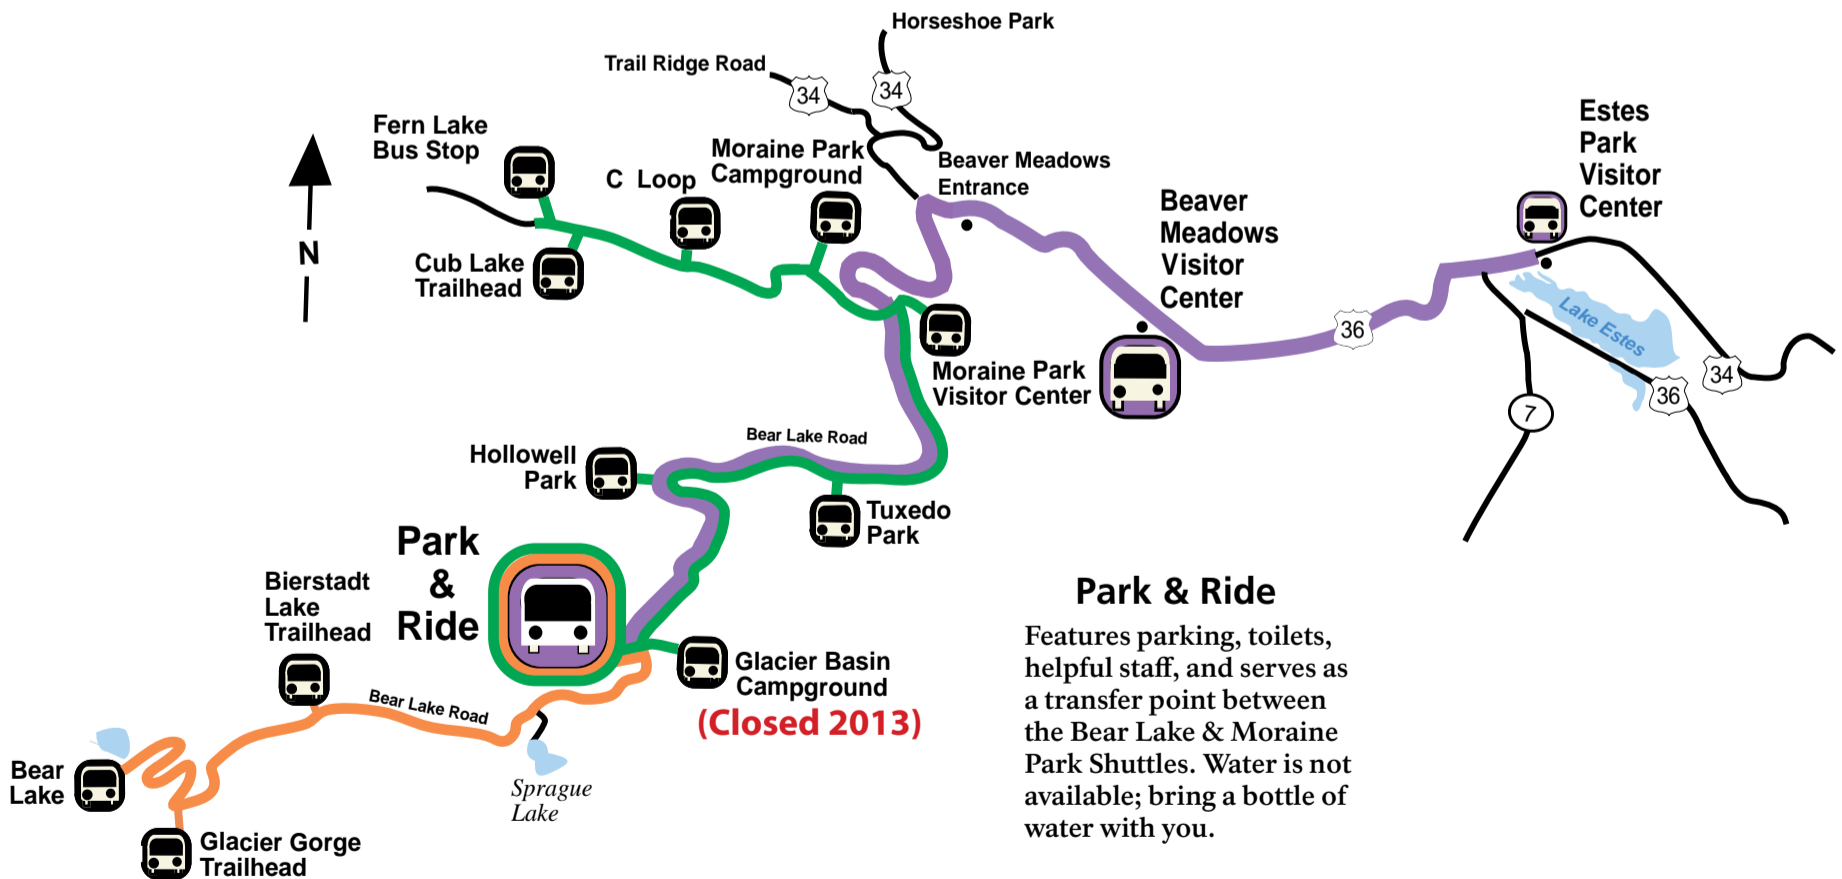 Horseshoe Park
Trail Ridge Road
34
34
Fern Lake
Bus Stop
C Loop
Moraine Park
Campground
Beaver Meadows
Entrance
Estes
Park
Visitor
Center
Beaver
Meadows
Visitor
Center
N
Cub Lake
Trailhead
Lake Estes
36
34
36
7
Moraine Park
Visitor Center
Bear Lake Road
Hollowell
Park
Tuxedo
Park
Park
&
Ride
Bierstadt
Lake
Trailhead
Glacier Basin
Campground
(Closed 2013)
Bear Lake Road
Bear
Lake
Sprague
Lake
Glacier Gorge
Trailhead
Park & Ride
Features parking, toilets,
helpful staff, and serves as
a transfer point between
the Bear Lake & Moraine
Park Shuttles. Water is not
available; bring a bottle of
water with you.